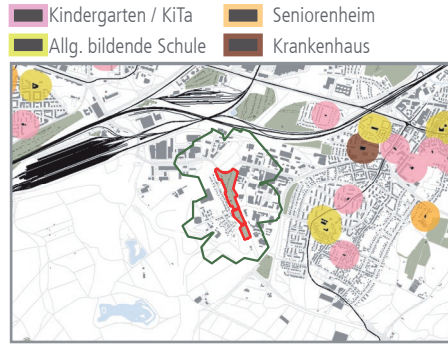 Kindergarten / KiTa
Seniorenheim
Allg. bildende Schule
Krankenhaus